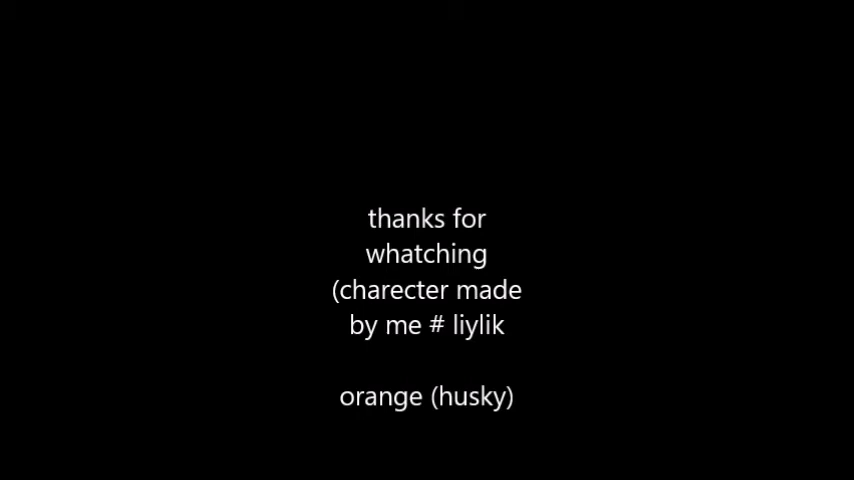 thanks for
whatching
(charecter made
by me # liylik
orange (husky)